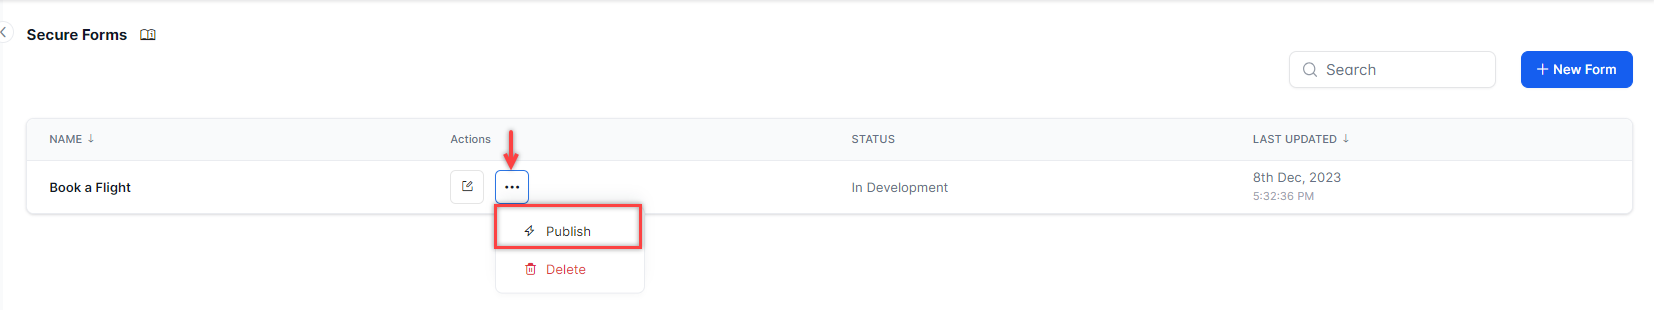 Secure Forms
Search
+ New Form
NAME ↓ Actions STATUS LAST UPDATED ↓
Book a Flight ... In Development 8th Dec, 2023
5:32:36 PM
Publish
Delete